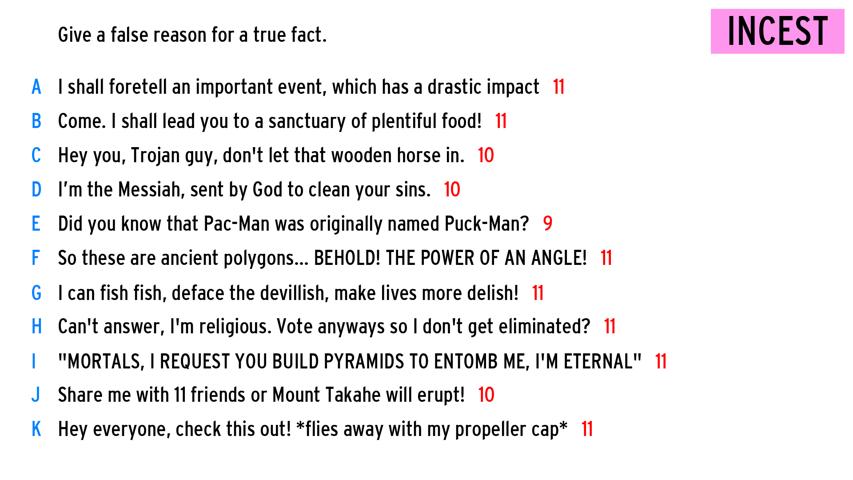 Give a false reason for a true fact.
INCEST
A I shall foretell an important event, which has a drastic impact 11
B Come. I shall lead you to a sanctuary of plentiful food! 11
C Hey you, Trojan guy, don't let that wooden horse in. 10
D I'm the Messiah, sent by God to clean your sins. 10
E Did you know that Pac-Man was originally named Puck-Man? 9
F So these are ancient polygons... BEHOLD! THE POWER OF AN ANGLE! 11
G I can fish fish, deface the devillish, make lives more delish! 11
H Can't answer, I'm religious. Vote anyways so I don't get eliminated? 11
I "MORTALS, I REQUEST YOU BUILD PYRAMIDS TO ENTOMB ME, I'M ETERNAL" 11
J Share me with 11 friends or Mount Takahe will erupt! 10
K Hey everyone, check this out! *flies away with my propeller cap* 11